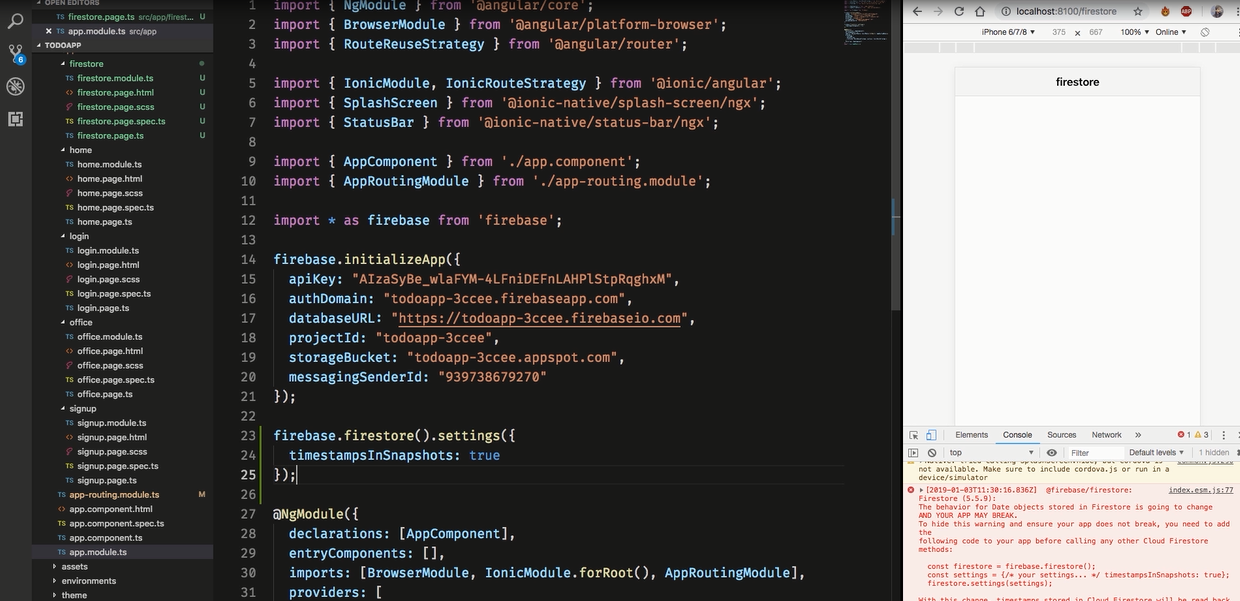 OPEN EDITORS
TS firestore.page.ts src/app/firest... U
× TS app.module.ts src/app
TODOAPP
firestore
TS firestore.module.ts U
<> firestore.page.html U
firestore.page.scss U
TS firestore.page.spec.ts U
TS firestore.page.ts U
home
TS home.module.ts
<> home.page.html
home.page.scss
TS home.page.spec.ts
TS home.page.ts
login
TS login.module.ts
<> login.page.html
login.page.scss
TS login.page.spec.ts
TS login.page.ts
office
TS office.module.ts
<> office.page.html
office.page.scss
TS office.page.spec.ts
TS office.page.ts
signup
TS signup.module.ts
<> signup.page.html
signup.page.scss
TS signup.page.spec.ts
TS signup.page.ts
TS app-routing.module.ts M
<> app.component.html
TS app.component.spec.ts
TS app.component.ts
TS app.module.ts
assets
environments
theme
6
1 import { NgModule } from '@angular/core';
2 import { BrowserModule } from '@angular/platform-browser';
3 import { RouteReuseStrategy } from '@angular/router';
4
5 import { IonicModule, IonicRouteStrategy } from '@ionic/angular';
6 import { SplashScreen } from '@ionic-native/splash-screen/ngx';
7 import { StatusBar } from '@ionic-native/status-bar/ngx';
8
9 import { AppComponent } from './app.component';
10 import { AppRoutingModule } from './app-routing.module';
11
12 import * as firebase from 'firebase';
13
14 firebase.initializeApp({
15 apiKey: "AIzaSyBe_wlaFYM-4LFniDEFnLAHPlStpRqghxM",
16 authDomain: "todoapp-3ccee.firebaseapp.com",
17 databaseURL: "https://todoapp-3ccee.firebaseio.com",
18 projectId: "todoapp-3ccee",
19 storageBucket: "todoapp-3ccee.appspot.com",
20 messagingSenderId: "939738679270"
21 });
22
23 firebase.firestore().settings({
24 timestampsInSnapshots: true
25 });
26
27 @NgModule({
28 declarations: [AppComponent],
29 entryComponents: [],
30 imports: [BrowserModule, IonicModule.forRoot(), AppRoutingModule],
31 providers: [
localhost:8100/firestore
ABP
iPhone 6/7/8 ▼ 375 × 667 100% ▼ Online ▼
firestore
Elements Console Sources Network » 1 3
top ▼ Filter Default levels ▼ 1 hidden
not available. Make sure to include cordova.js or run in a
device/simulator
[2019-01-03T11:30:16.836Z] @firebase/firestore: index.esm.js:77
Firestore (5.5.9):
The behavior for Date objects stored in Firestore is going to change
AND YOUR APP MAY BREAK.
To hide this warning and ensure your app does not break, you need to add
the
following code to your app before calling any other Cloud Firestore
methods:
const firestore = firebase.firestore();
const settings = {/* your settings... */ timestampsInSnapshots: true};
firestore.settings(settings);
With this change, timestamps stored in Cloud Firestore will be read back